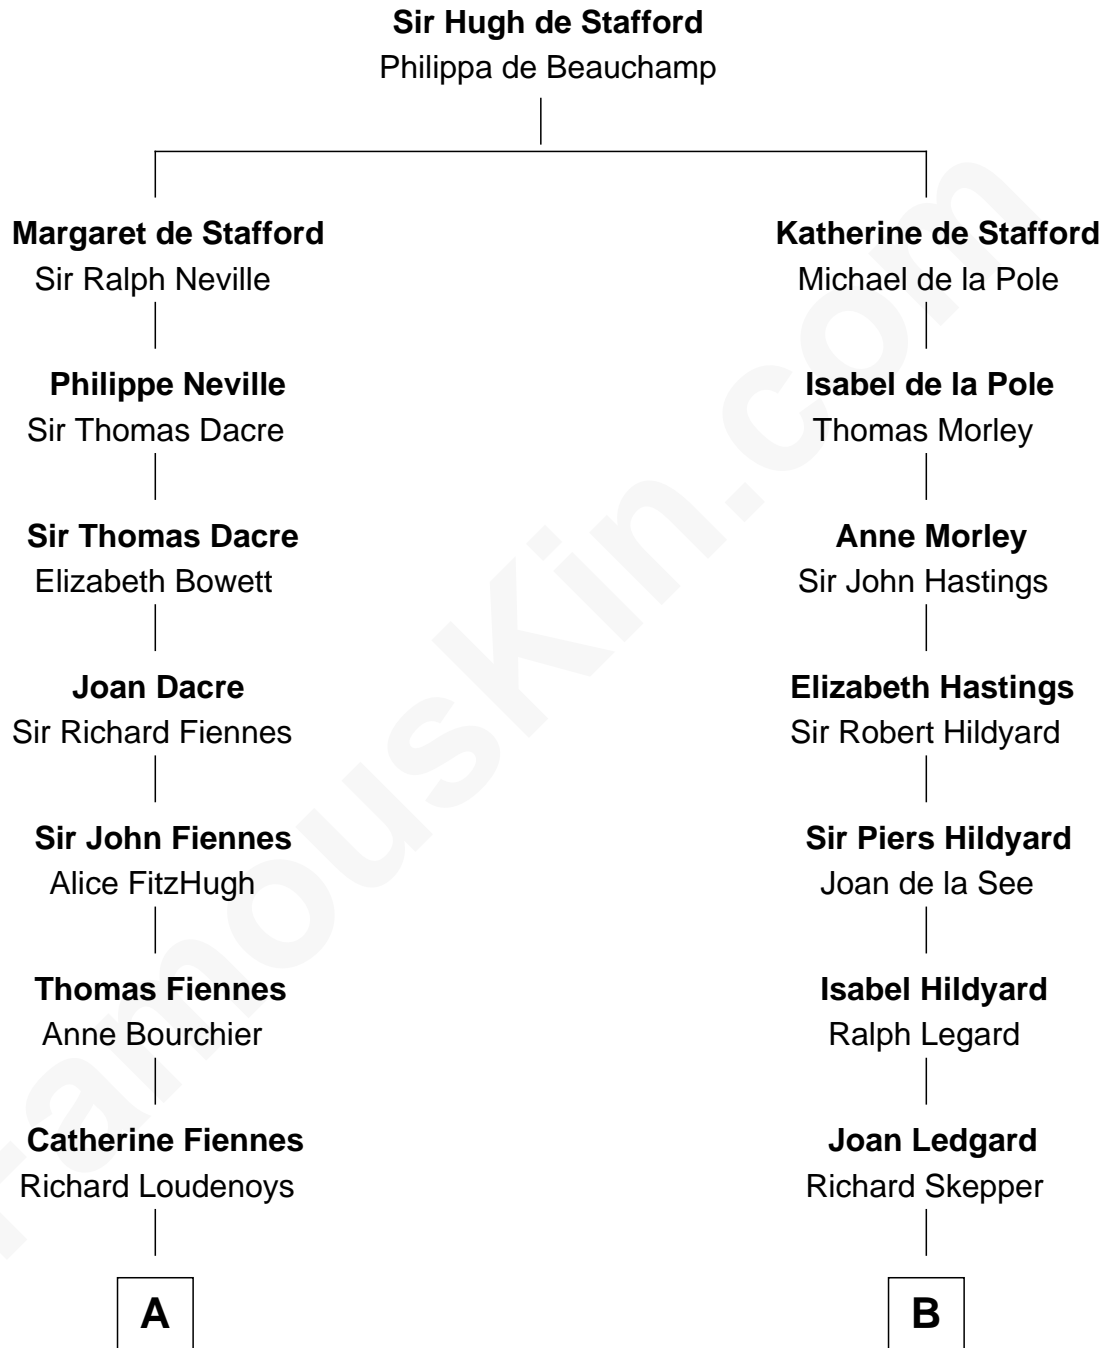 Sir Hugh de Stafford
Philippa de Beauchamp
Margaret de Stafford
Sir Ralph Neville
Philippe Neville
Sir Thomas Dacre
Sir Thomas Dacre
Elizabeth Bowett
Joan Dacre
Sir Richard Fiennes
Sir John Fiennes
Alice FitzHugh
Thomas Fiennes
Anne Bourchier
Catherine Fiennes
Richard Loudenoys
A
Katherine de Stafford
Michael de la Pole
Isabel de la Pole
Thomas Morley
Anne Morley
Sir John Hastings
Elizabeth Hastings
Sir Robert Hildyard
Sir Piers Hildyard
Joan de la See
Isabel Hildyard
Ralph Legard
Joan Ledgard
Richard Skepper
B
FamousKin.com